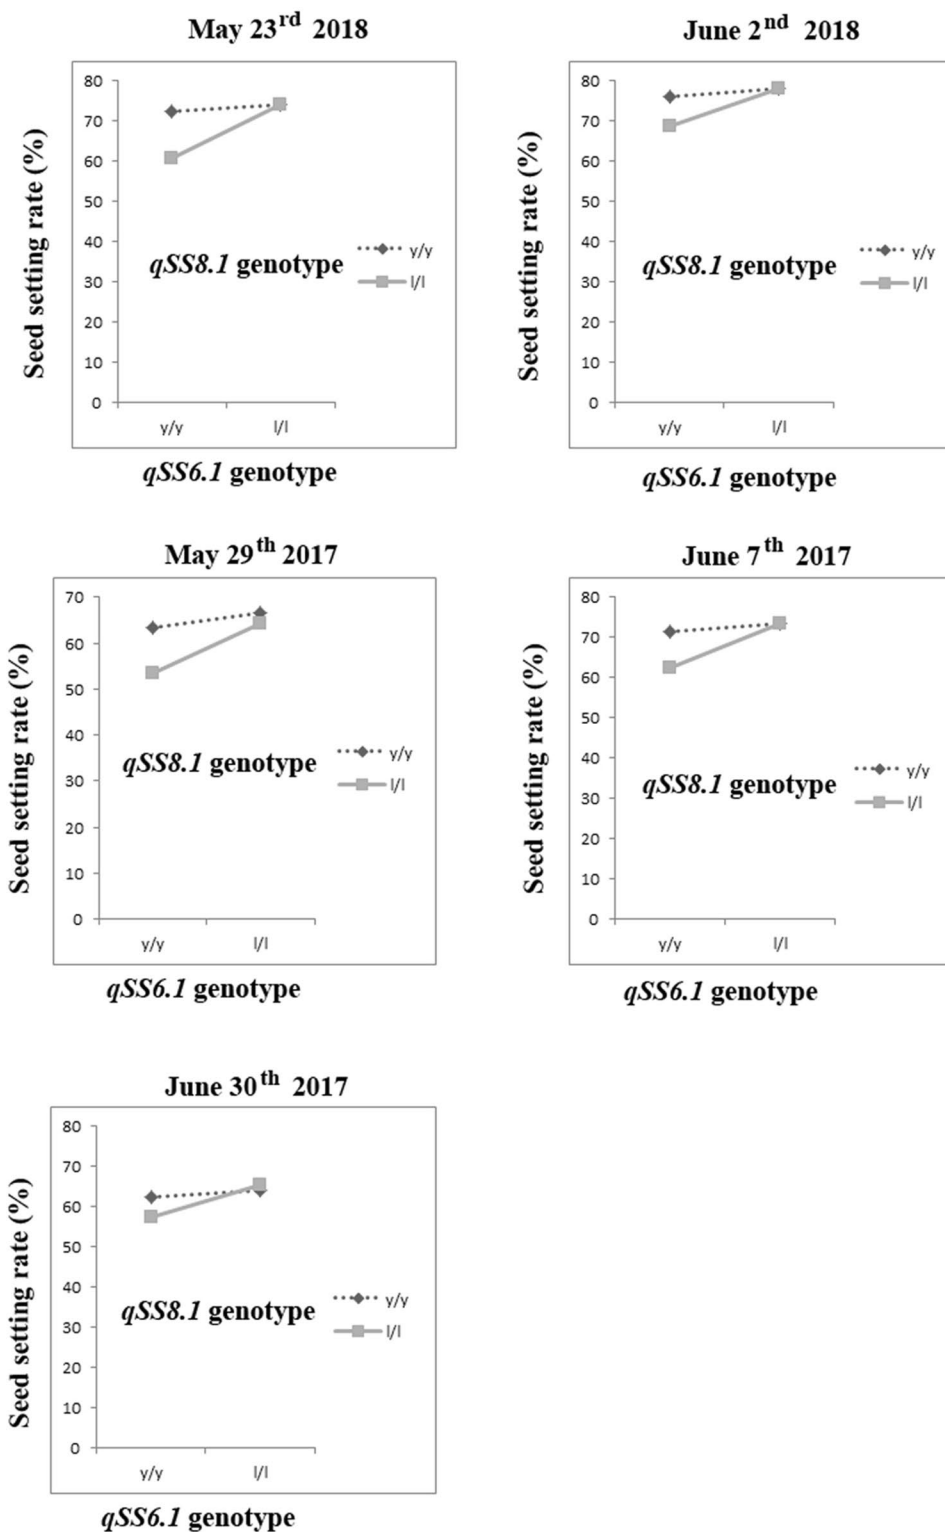 May 23rd 2018
Seed setting rate (%)
80
70
60
50
40
30
20
10
0
qSS8.1 genotype
y/y
l/l
y/y
l/l
qSS6.1 genotype
June 2nd 2018
Seed setting rate (%)
80
70
60
50
40
30
20
10
0
qSS8.1 genotype
y/y
l/l
y/y
l/l
qSS6.1 genotype
May 29th 2017
Seed setting rate (%)
70
60
50
40
30
20
10
0
qSS8.1 genotype
y/y
l/l
y/y
l/l
qSS6.1 genotype
June 7th 2017
Seed setting rate (%)
80
70
60
50
40
30
20
10
0
qSS8.1 genotype
y/y
l/l
y/y
l/l
qSS6.1 genotype
June 30th 2017
Seed setting rate (%)
80
70
60
50
40
30
20
10
0
qSS8.1 genotype
y/y
l/l
y/y
l/l
qSS6.1 genotype